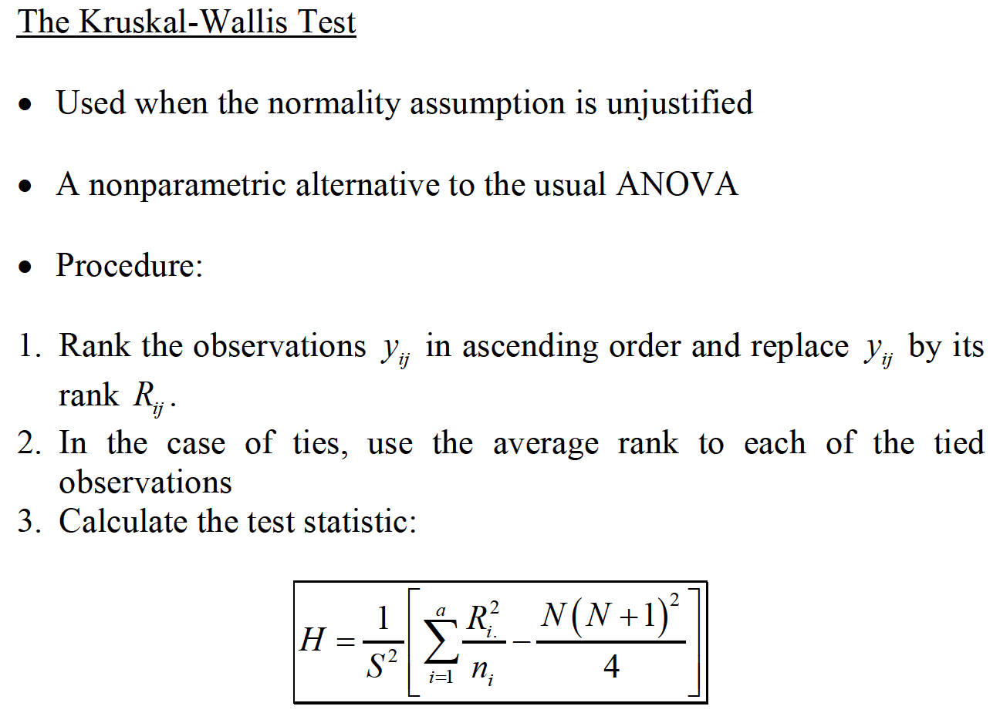 The Kruskal-Wallis Test
• Used when the normality assumption is unjustified
• A nonparametric alternative to the usual ANOVA
• Procedure:
1. Rank the observations y_{ij} in ascending order and replace y_{ij} by its
rank R_{ij}.
2. In the case of ties, use the average rank to each of the tied
observations
3. Calculate the test statistic:
H = \frac{1}{S^2} \left[ \sum_{i=1}^{a} \frac{R_{i.}^2}{n_i} - \frac{N(N+1)^2}{4} \right]